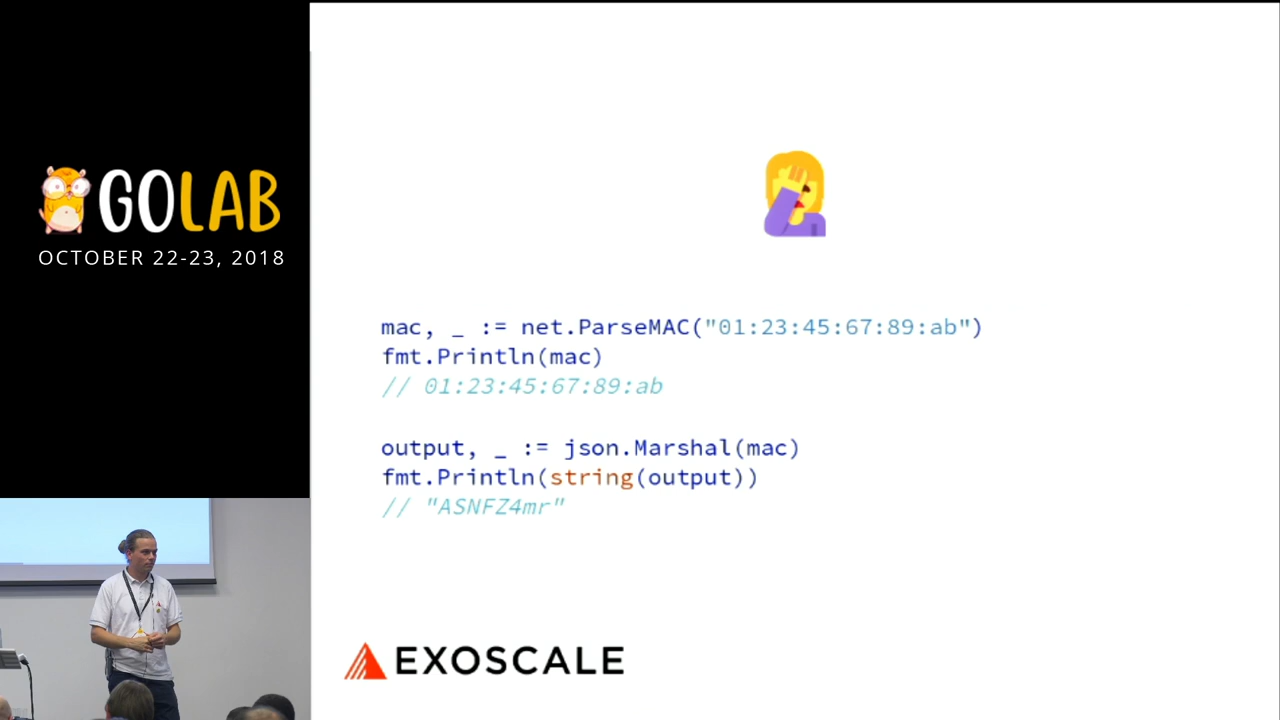 GOLAB
OCTOBER 22-23, 2018
mac, _ := net.ParseMAC("01:23:45:67:89:ab")
fmt.Println(mac)
// 01:23:45:67:89:ab
output, _ := json.Marshal(mac)
fmt.Println(string(output))
// "ASNFZ4mr"
EXOSCALE